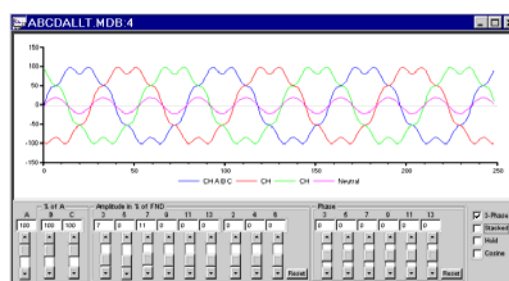 ABCDALLT.MDB:4
150
100
50
0
-50
-100
-150
0 50 100 150 200 250
CH A|B|C CH CH Neutral
% of A Amplitude in % of FND Phase
A B C 3 5 7 9 11 13 2 4 6 3 5 7 9 11 13
100 100 100 7 0 11 0 0 0 0 0 0 0 0 0 0 0 0
3-Phase
Stacked
Hold
Cosine
Reset Reset